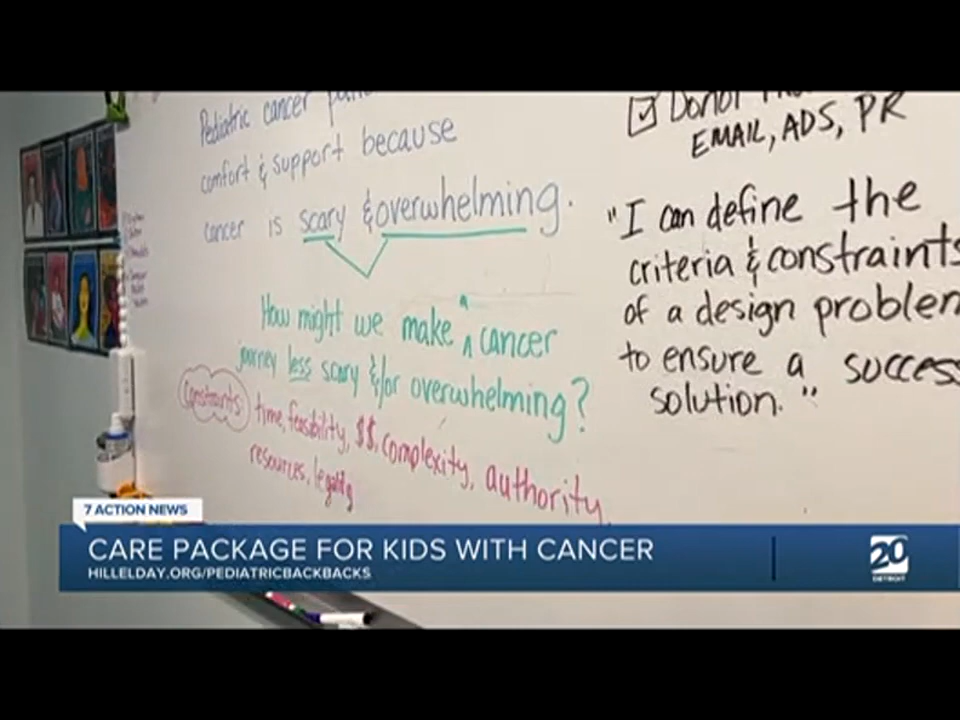 Pediatric cancer
comfort & support because
cancer is scary & overwhelming.
How might we make ^ cancer
journey less scary &/or overwhelming?
Constraints time, feasibility, $$, complexity, authority,
resources, legality
Donor
EMAIL, ADS, PR
"I can define the
criteria & constraints
of a design problem
to ensure a success
solution."
7 ACTION NEWS
CARE PACKAGE FOR KIDS WITH CANCER
HILLELDAY.ORG/PEDIATRICBACKBACKS
20
DETROIT